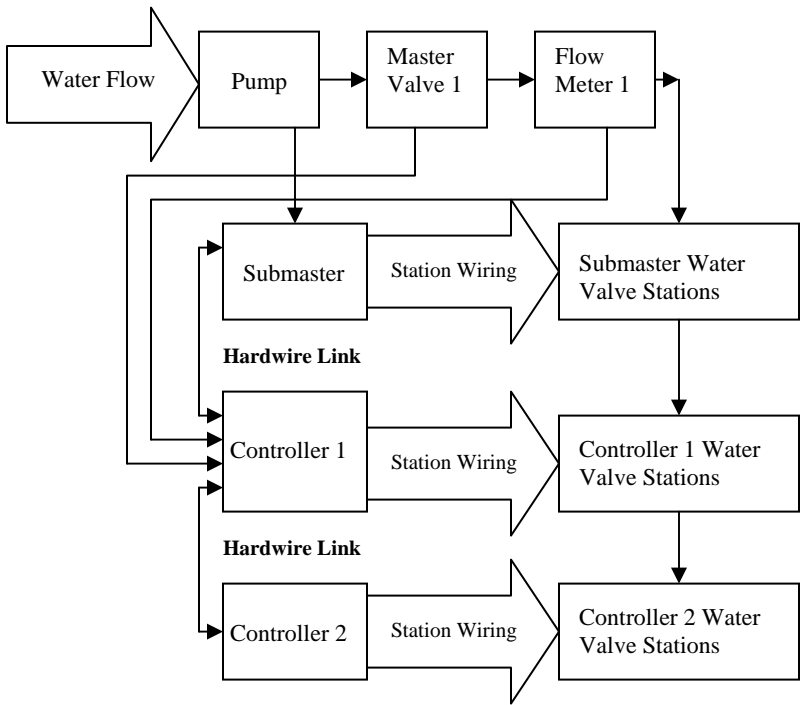 Water Flow
Pump
Master
Valve 1
Flow
Meter 1
Submaster
Station Wiring
Submaster Water
Valve Stations
Hardwire Link
Controller 1
Station Wiring
Controller 1 Water
Valve Stations
Hardwire Link
Controller 2
Station Wiring
Controller 2 Water
Valve Stations